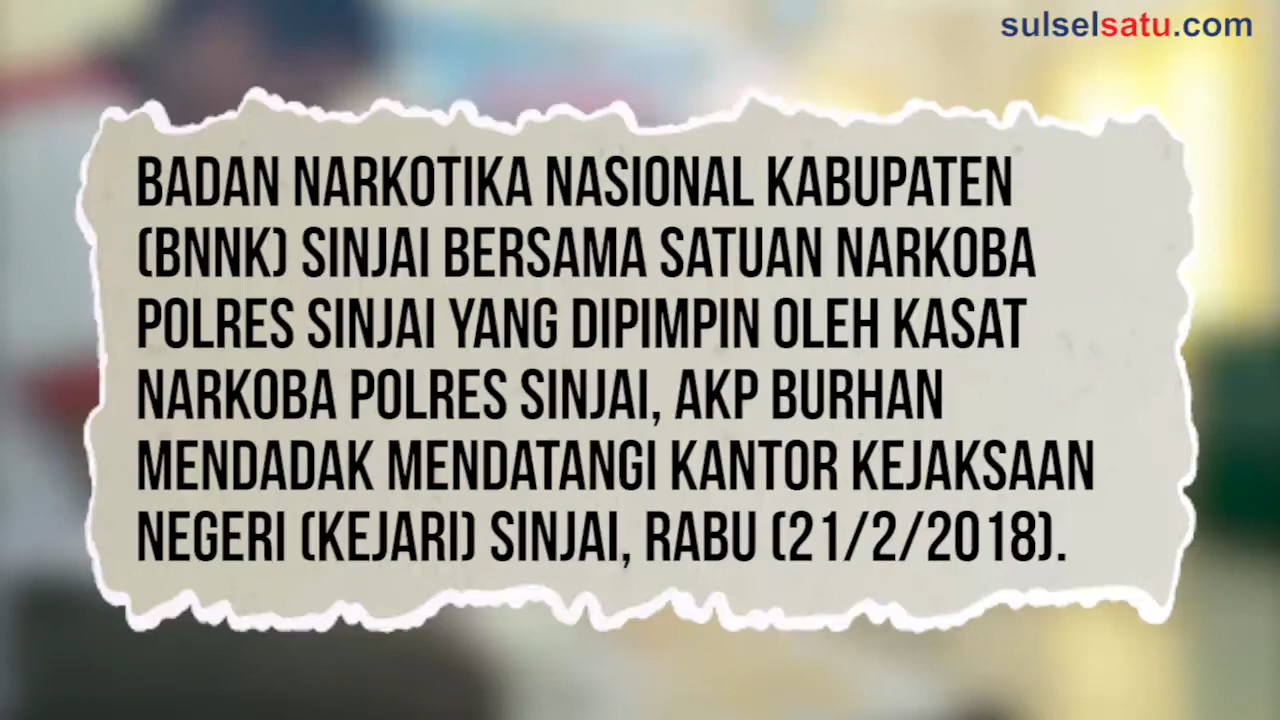 sulselsatu.com
BADAN NARKOTIKA NASIONAL KABUPATEN
(BNNK) SINJAI BERSAMA SATUAN NARKOBA
POLRES SINJAI YANG DIPIMPIN OLEH KASAT
NARKOBA POLRES SINJAI, AKP BURHAN
MENDADAK MENDATANGI KANTOR KEJAKSAAN
NEGERI (KEJARI) SINJAI, RABU (21/2/2018).